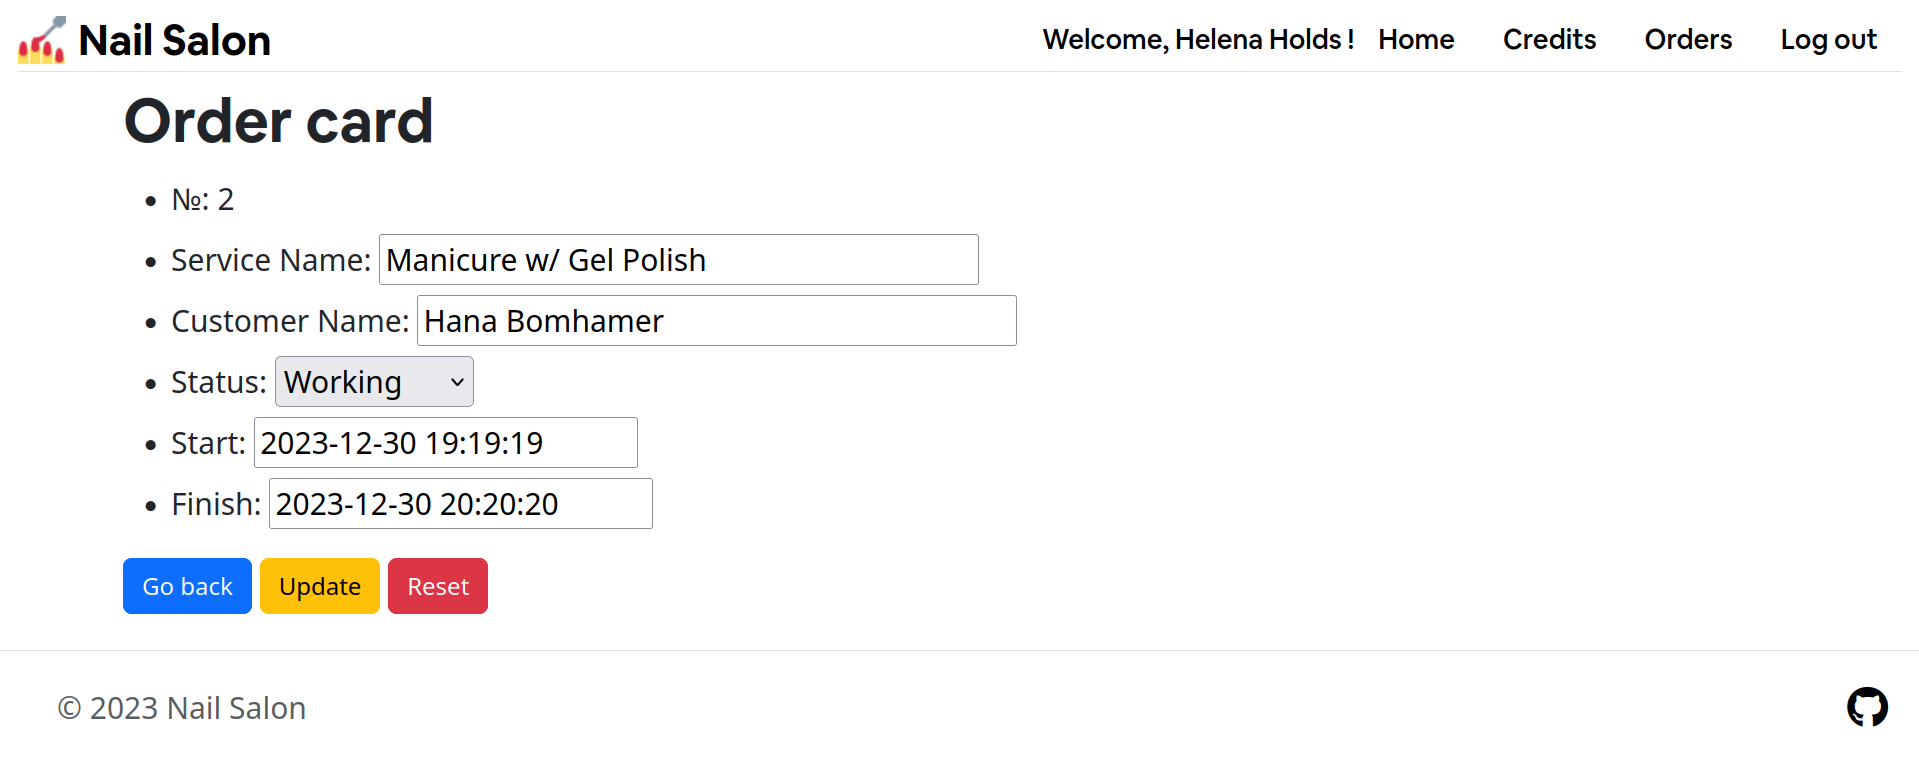 Nail Salon Welcome, Helena Holds ! Home Credits Orders Log out
Order card
№: 2
Service Name: Manicure w/ Gel Polish
Customer Name: Hana Bomhamer
Status: Working
Start: 2023-12-30 19:19:19
Finish: 2023-12-30 20:20:20
Go back Update Reset
© 2023 Nail Salon